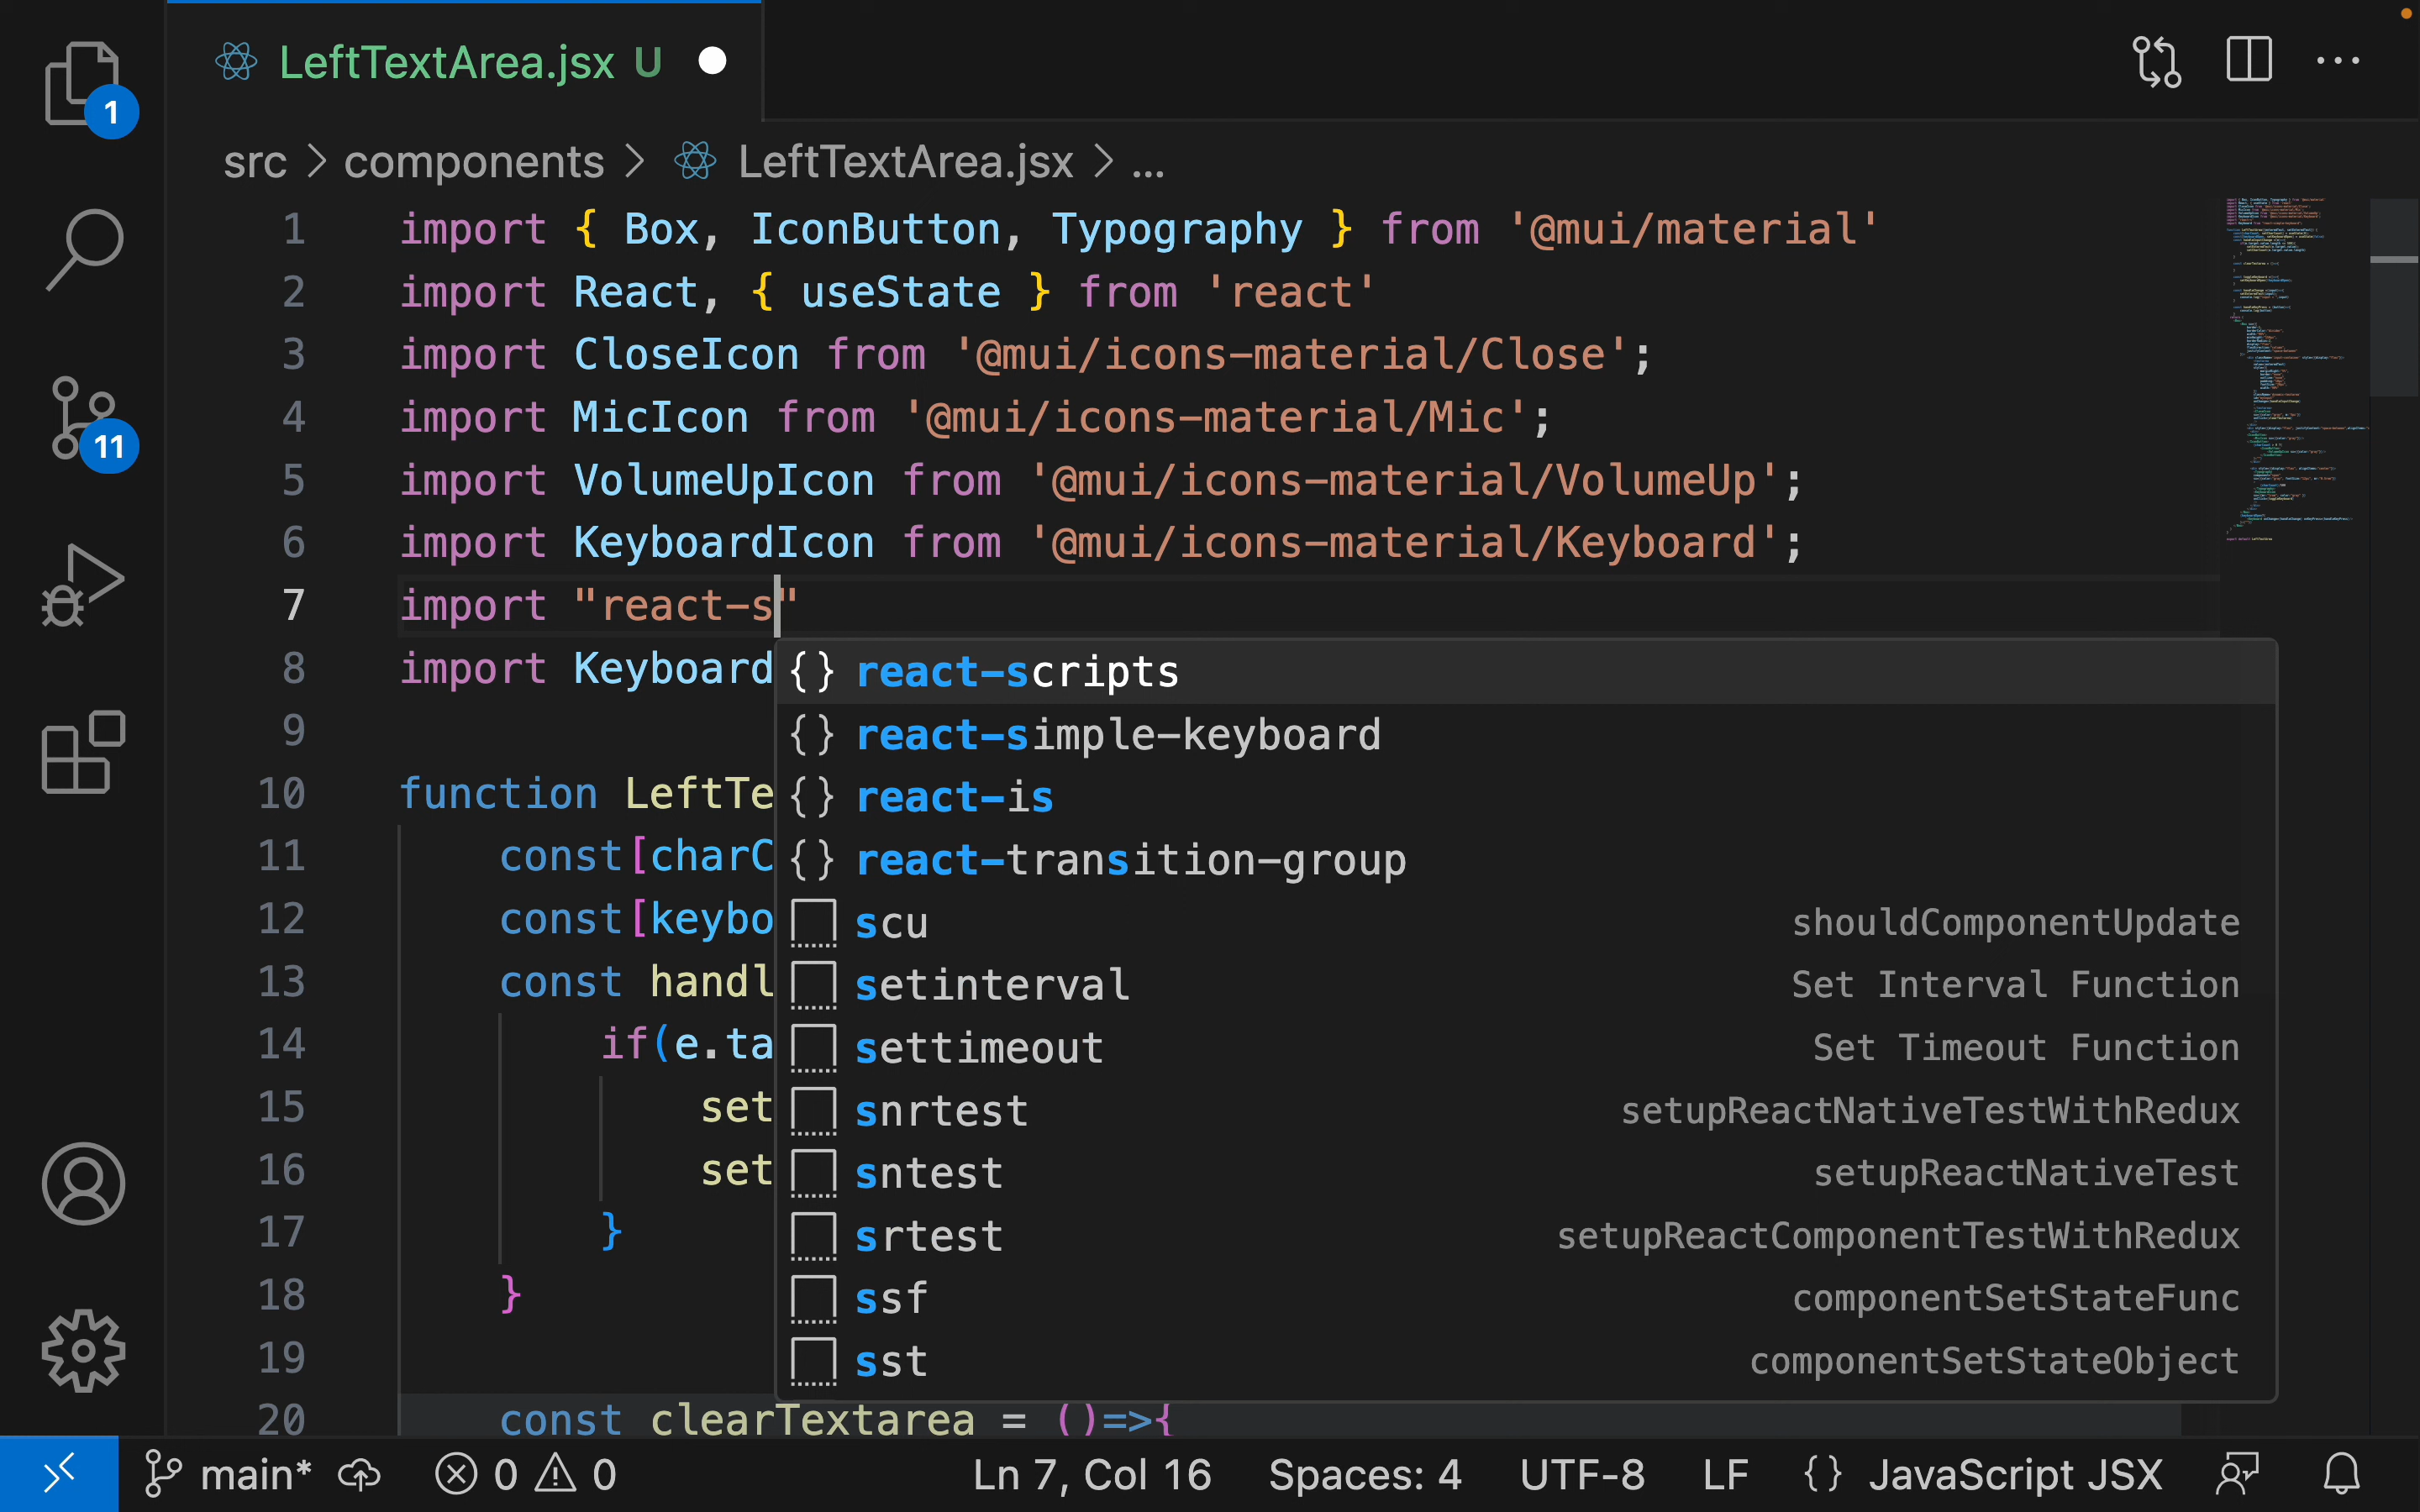 LeftTextArea.jsx U
1
src > components > LeftTextArea.jsx > ...
1 import { Box, IconButton, Typography } from '@mui/material'
2 import React, { useState } from 'react'
3 import CloseIcon from '@mui/icons-material/Close';
4 import MicIcon from '@mui/icons-material/Mic';
5 import VolumeUpIcon from '@mui/icons-material/VolumeUp';
6 import KeyboardIcon from '@mui/icons-material/Keyboard';
11
7 import "react-s"
8 import Keyboard
9
10 function LeftTe
11 const[charC
12 const[keybo
13 const handl
14 if(e.ta
15 set
16 set
17 }
18 }
19
20 const clearTextarea = ()=>{
{} react-scripts
{} react-simple-keyboard
{} react-is
{} react-transition-group
scu shouldComponentUpdate
setinterval Set Interval Function
settimeout Set Timeout Function
snrtest setupReactNativeTestWithRedux
sntest setupReactNativeTest
srtest setupReactComponentTestWithRedux
ssf componentSetStateFunc
sst componentSetStateObject
main* 0 0 Ln 7, Col 16 Spaces: 4 UTF-8 LF {} JavaScript JSX